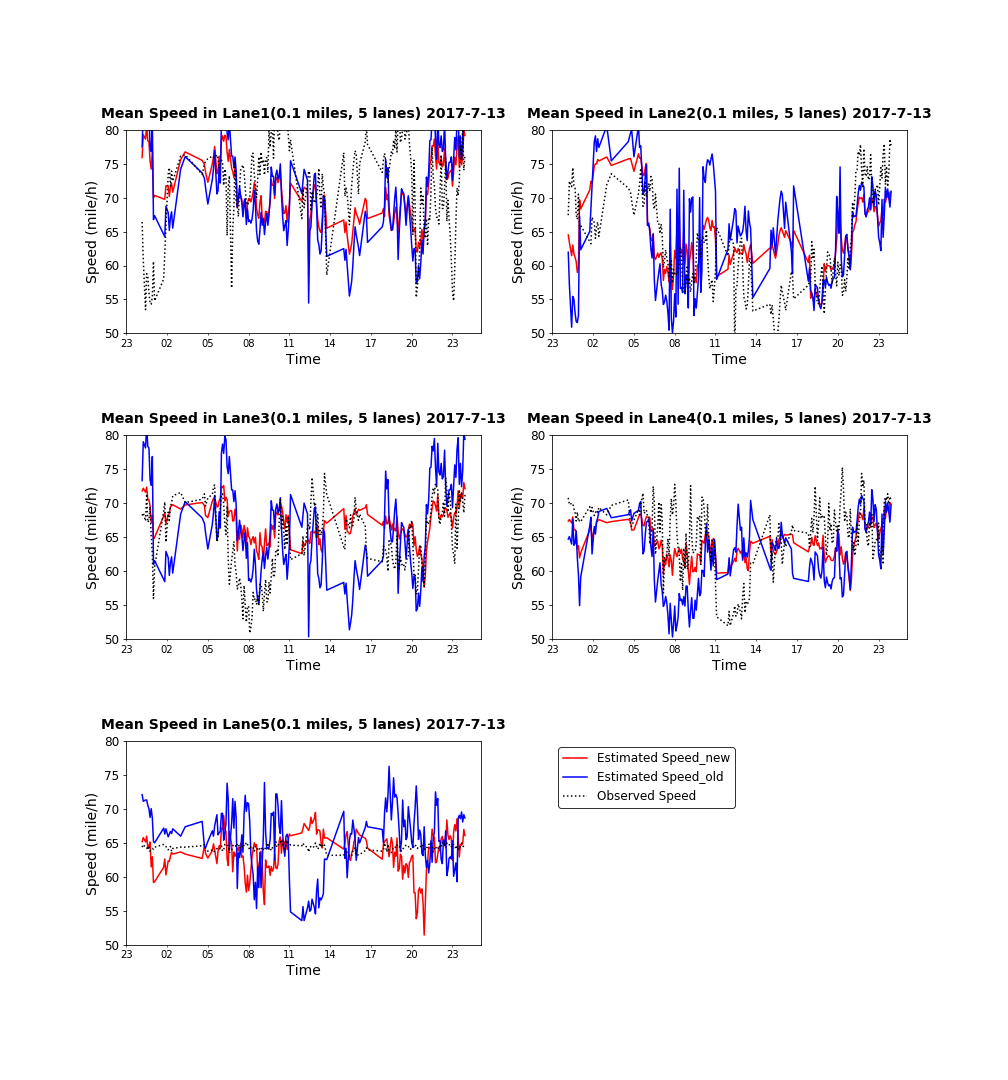 Mean Speed in Lane1(0.1 miles, 5 lanes) 2017-7-13
80
75
70
65
60
55
50
Speed (mile/h)
23 02 05 08 11 14 17 20 23
Time
Mean Speed in Lane2(0.1 miles, 5 lanes) 2017-7-13
80
75
70
65
60
55
50
Speed (mile/h)
23 02 05 08 11 14 17 20 23
Time
Mean Speed in Lane3(0.1 miles, 5 lanes) 2017-7-13
80
75
70
65
60
55
50
Speed (mile/h)
23 02 05 08 11 14 17 20 23
Time
Mean Speed in Lane4(0.1 miles, 5 lanes) 2017-7-13
80
75
70
65
60
55
50
Speed (mile/h)
23 02 05 08 11 14 17 20 23
Time
Mean Speed in Lane5(0.1 miles, 5 lanes) 2017-7-13
80
75
70
65
60
55
50
Speed (mile/h)
23 02 05 08 11 14 17 20 23
Time
Estimated Speed_new
Estimated Speed_old
Observed Speed